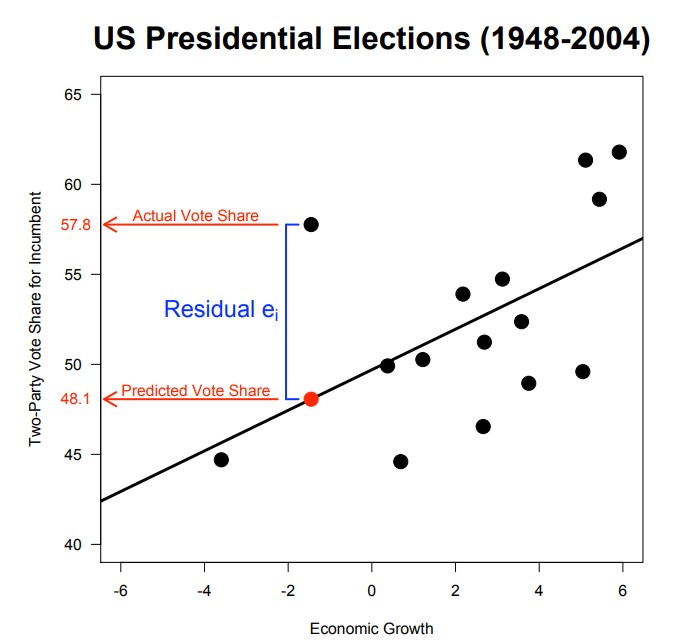 US Presidential Elections (1948-2004)
65
60
57.8
Actual Vote Share
55
Residual ei
50
48.1
Predicted Vote Share
45
40
Two-Party Vote Share for Incumbent
-6 -4 -2 0 2 4 6
Economic Growth